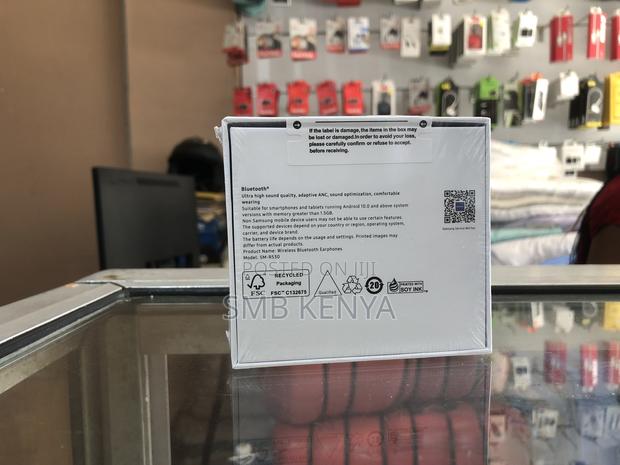 If the label is damage,the items in the box may
be lost or damaged.Inorder to avoid your loss,
please carefully confirm or refuse to accept
before receiving.
Bluetooth®
Ultra high sound quality, adaptive ANC, sound optimization, comfortable
wearing
Suitable for smartphones and tablets running Android 10.0 and above system
versions with memory greater than 1.5GB.
Non Samsung mobile device users may not be able to use certain features.
The supported devices depend on your country or region, operating system,
carrier, and device brand.
The battery life depends on the usage and settings. Printed images may
differ from actual products.
Product Name: Wireless Bluetooth Earphones
Model: SM-R530
POSTED ON JIJI
SMB KENYA
FSC
RECYCLED
Packaging
FSC™ C132675
Qualified
20
PRINTED WITH
SOY INK